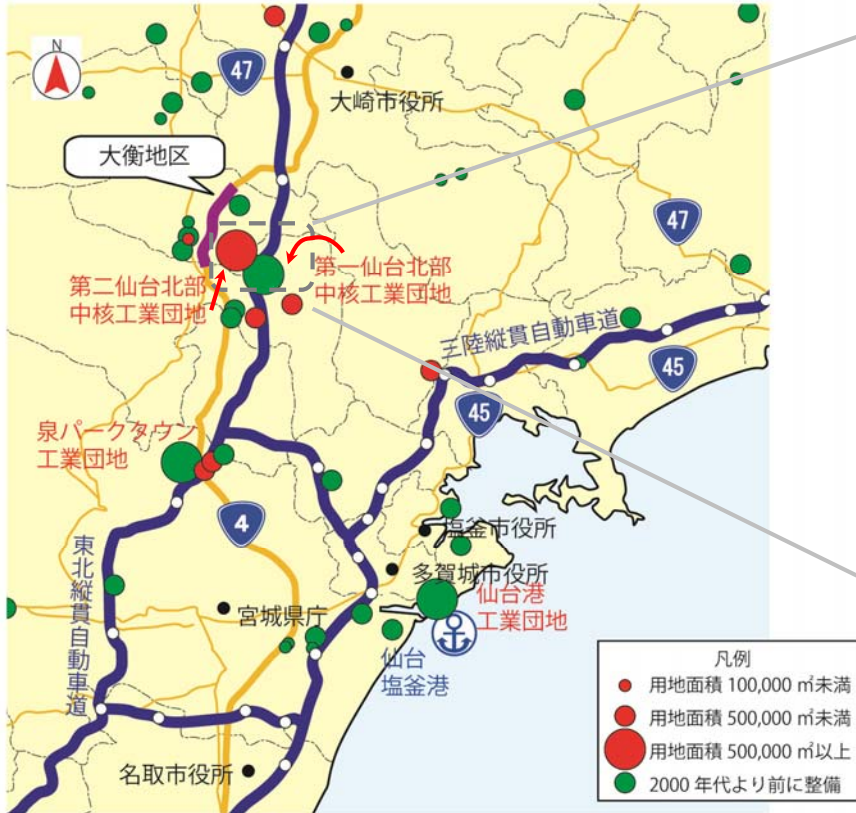 N
47
大崎市役所
大衡地区
47
第一仙台北部
中核工業団地
第二仙台北部
中核工業団地
三陸縦貫自動車道
45
45
泉パークタウン
工業団地
4
塩釜市役所
東北縦貫自動車道
多賀城市役所
宮城県庁
仙台港
工業団地
仙台
塩釜港
名取市役所
凡例
用地面積 100,000 ㎡未満
用地面積 500,000 ㎡未満
用地面積 500,000 ㎡以上
2000 年代より前に整備